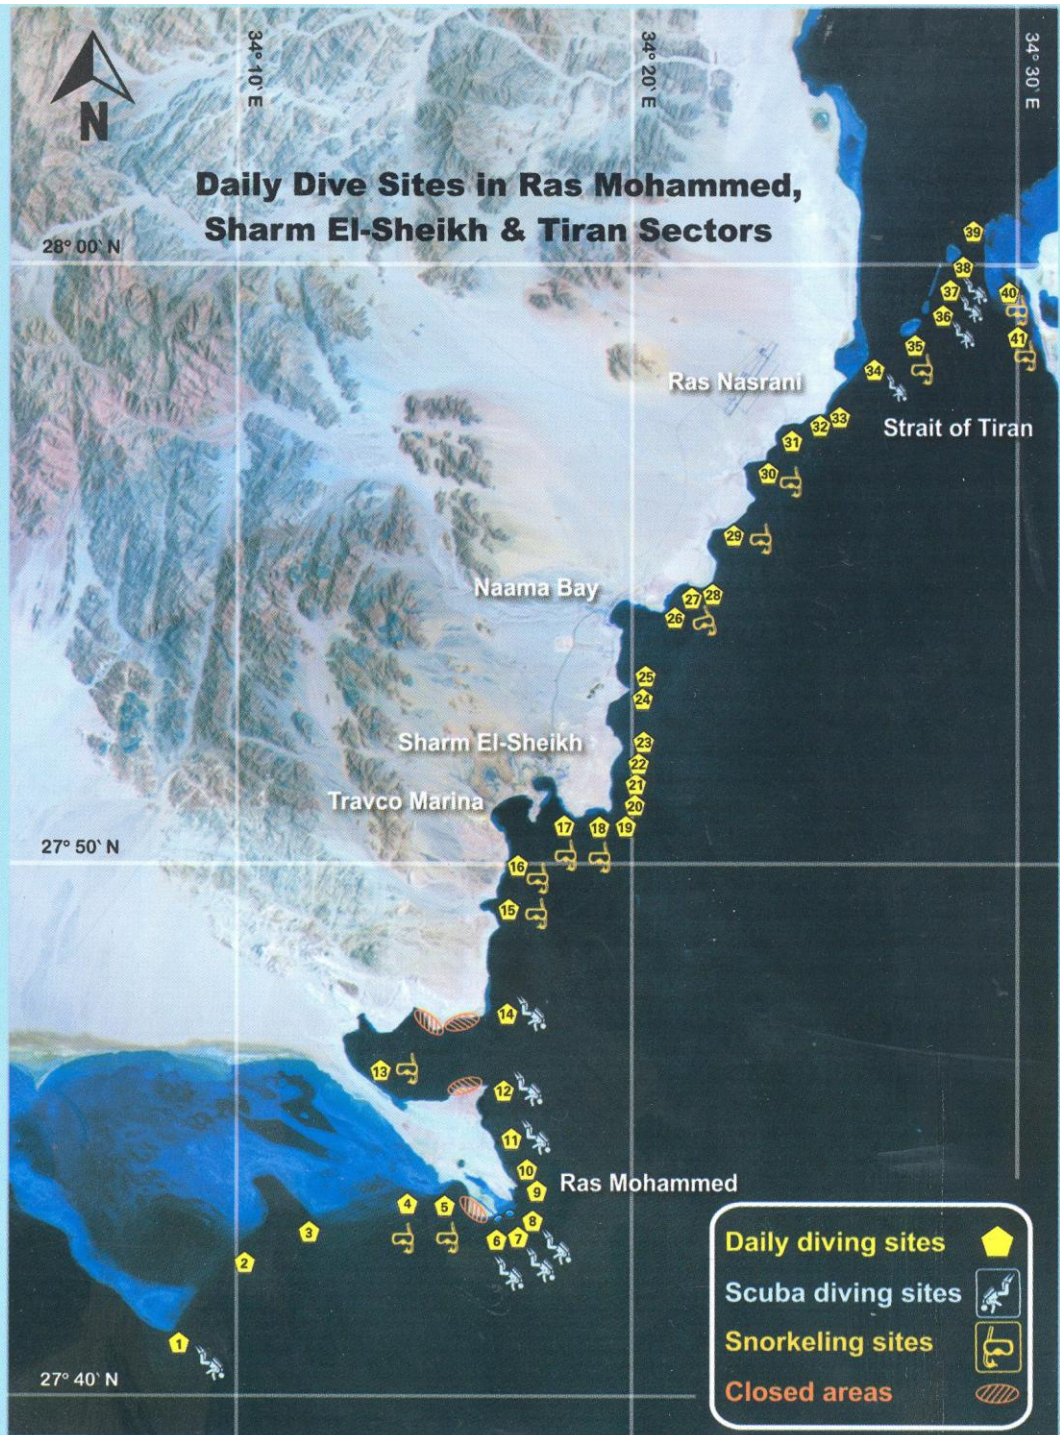 34° 10` E
34° 20` E
34° 30` E
N
Daily Dive Sites in Ras Mohammed,
Sharm El-Sheikh & Tiran Sectors
28° 00` N
39
38
37
40
36
41
35
34
Ras Nasrani
33
32
Strait of Tiran
31
30
29
Naama Bay
28
27
26
25
24
Sharm El-Sheikh
23
22
21
Travco Marina
20
17
18
19
27° 50` N
16
15
14
13
12
11
10
Ras Mohammed
9
4
5
8
3
6
7
2
1
27° 40` N
Daily diving sites
Scuba diving sites
Snorkeling sites
Closed areas